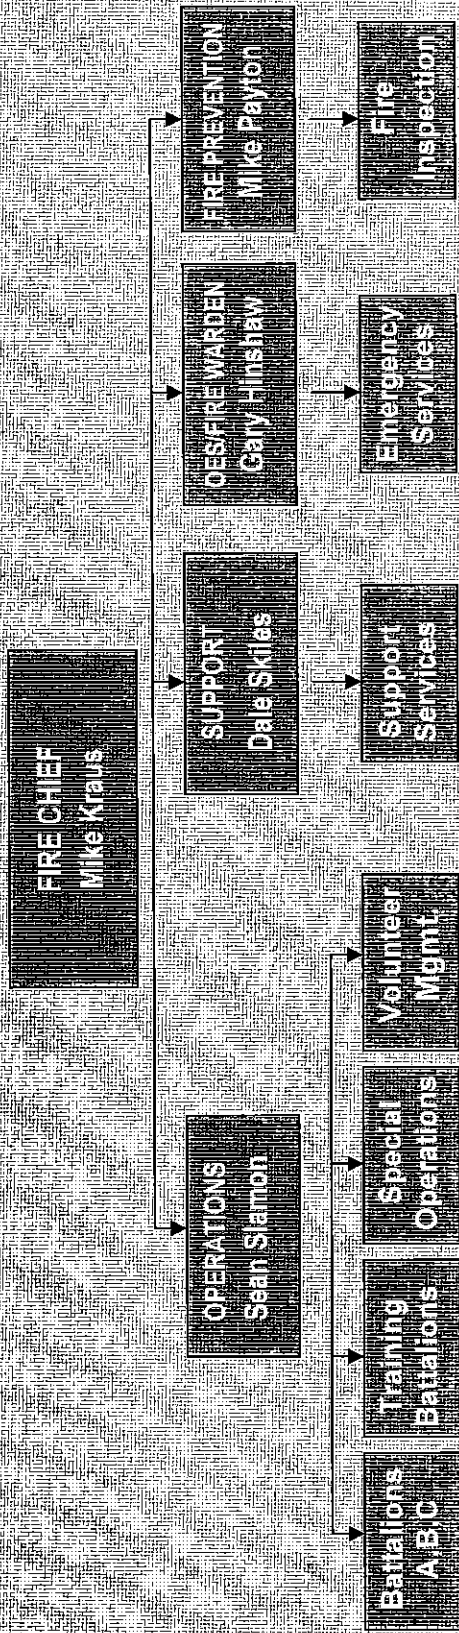 FIRE CHIEF
Mike Kraus
OPERATIONS
Sean Slamon
SUPPORT
Dale Skiles
OES/FIRE WARDEN
Gary Hinshaw
FIRE PREVENTION
Mike Payton
Battalions
A,B,C
Training
Battalions
Special
Operations
Volunteer
Mgmt.
Support
Services
Emergency
Services
Fire
Inspection